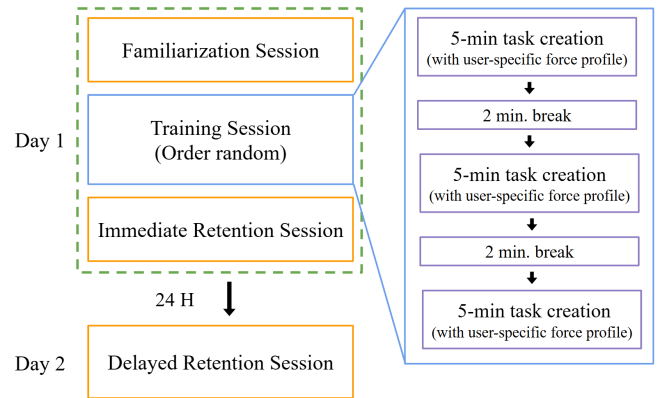 Day 1
Familiarization Session
Training Session
(Order random)
Immediate Retention Session
24 H
Day 2
Delayed Retention Session
5-min task creation
(with user-specific force profile)
2 min. break
5-min task creation
(with user-specific force profile)
2 min. break
5-min task creation
(with user-specific force profile)